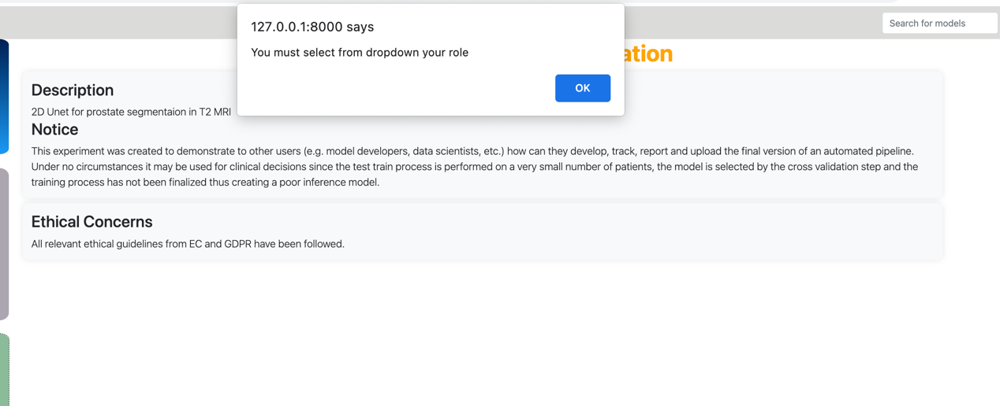 127.0.0.1:8000 says
Search for models
You must select from dropdown your role
OK
Description
2D Unet for prostate segmentaion in T2 MRI
Notice
This experiment was created to demonstrate to other users (e.g. model developers, data scientists, etc.) how can they develop, track, report and upload the final version of an automated pipeline.
Under no circumstances it may be used for clinical decisions since the test train process is performed on a very small number of patients, the model is selected by the cross validation step and the
training process has not been finalized thus creating a poor inference model.
Ethical Concerns
All relevant ethical guidelines from EC and GDPR have been followed.